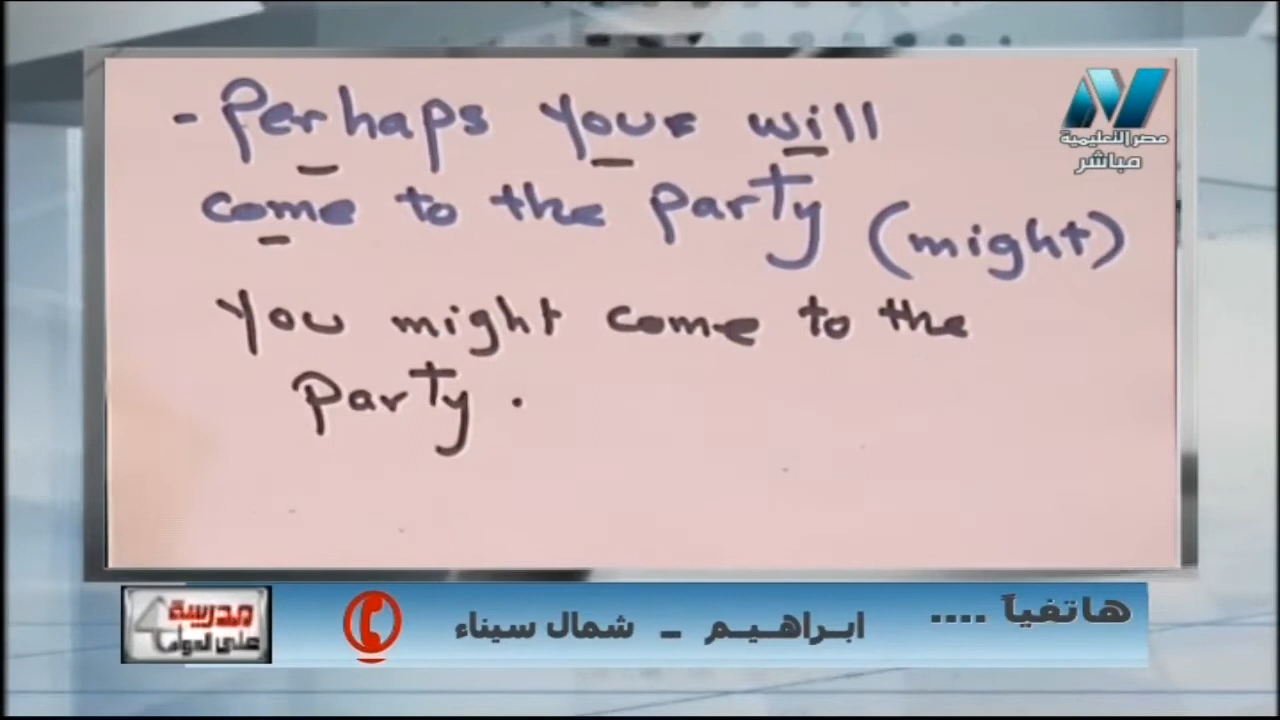 - Perhaps your will
come to the party (might)
You might come to the
party .
مصر التعليمية
مباشر
هاتفياً ....
ابراهيم - شمال سيناء
مدرسة
على الهواء